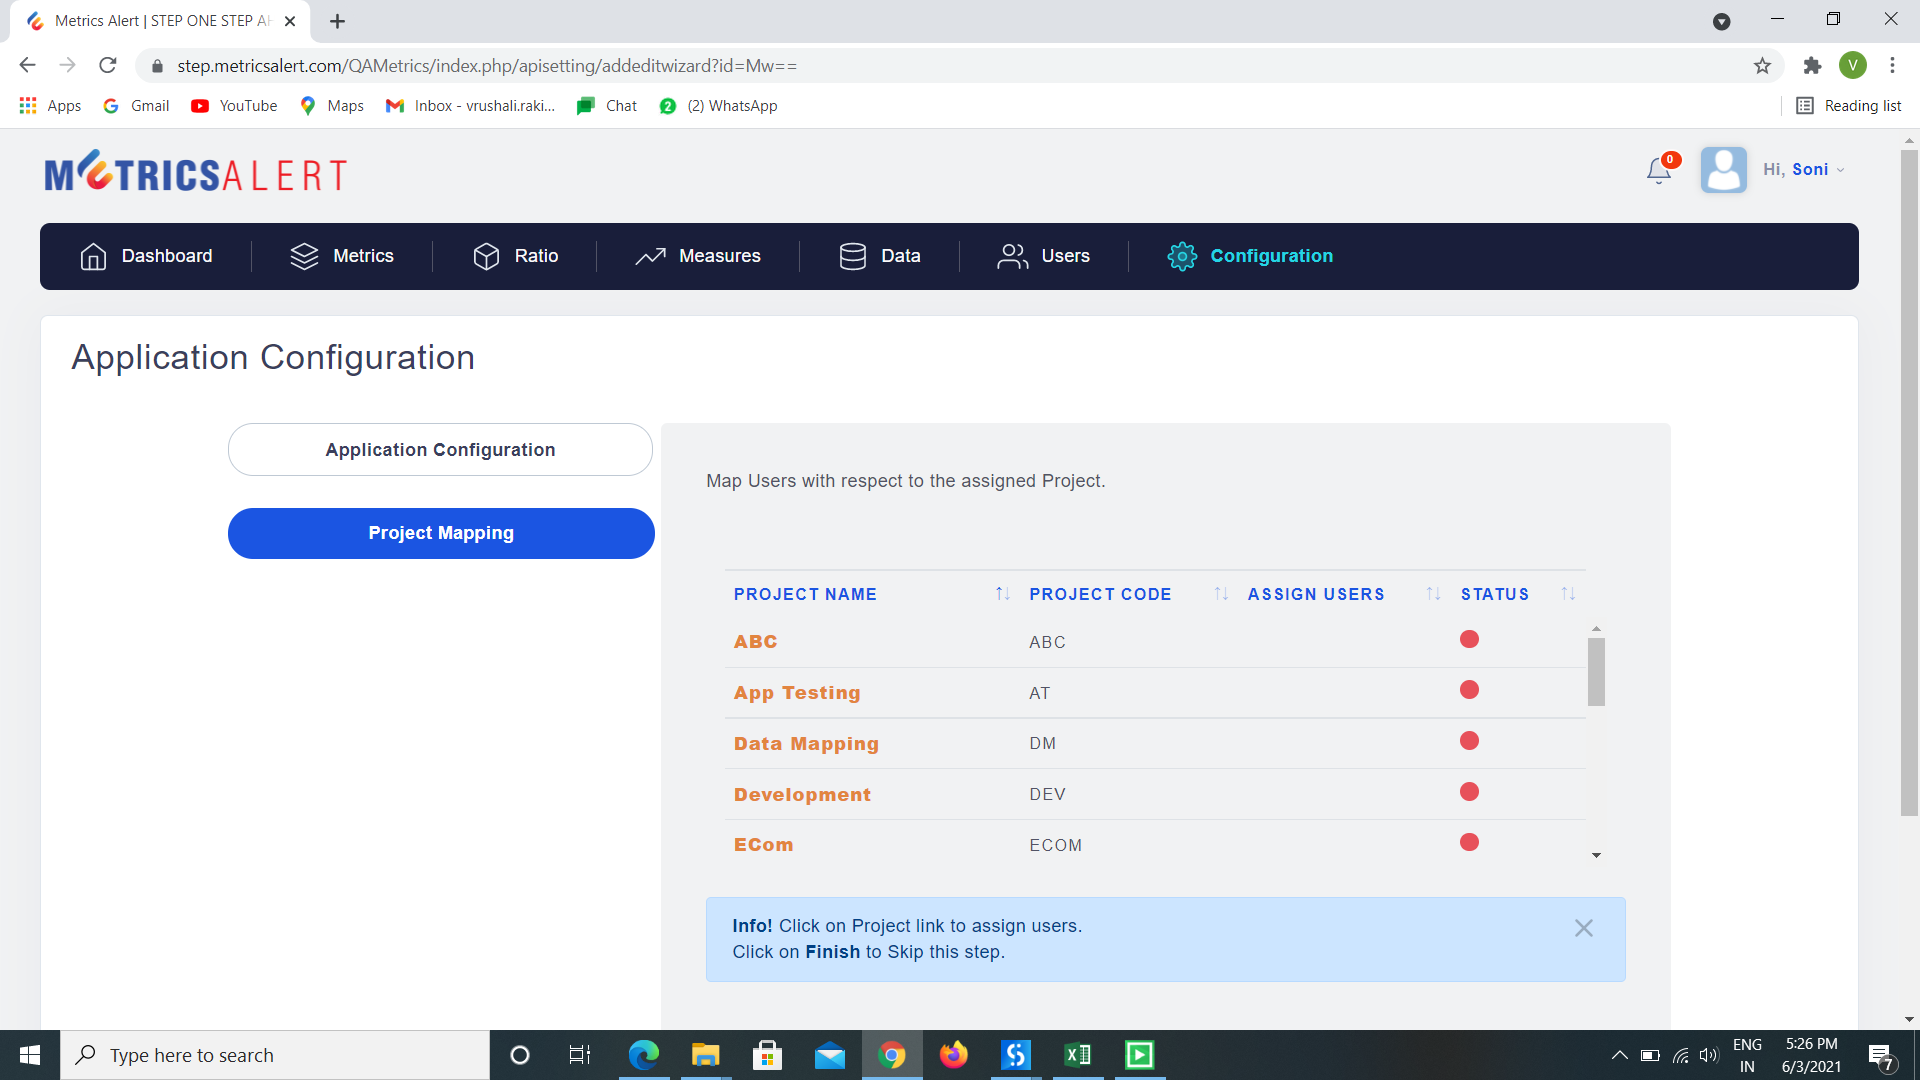 Metrics Alert | STEP ONE STEP AH
step.metricsalert.com/QAMetrics/index.php/apisetting/addeditwizard?id=Mw==
V
Apps Gmail YouTube Maps Inbox - vrushali.raki... Chat 2 (2) WhatsApp Reading list
METRICSALERT
0
Hi, Soni
Dashboard Metrics Ratio Measures Data Users Configuration
Application Configuration
Application Configuration
Project Mapping
Map Users with respect to the assigned Project.
PROJECT NAME PROJECT CODE ASSIGN USERS STATUS
ABC ABC
App Testing AT
Data Mapping DM
Development DEV
ECom ECOM
Info! Click on Project link to assign users.
Click on Finish to Skip this step.
Type here to search
ENG
IN
5:26 PM
6/3/2021
7